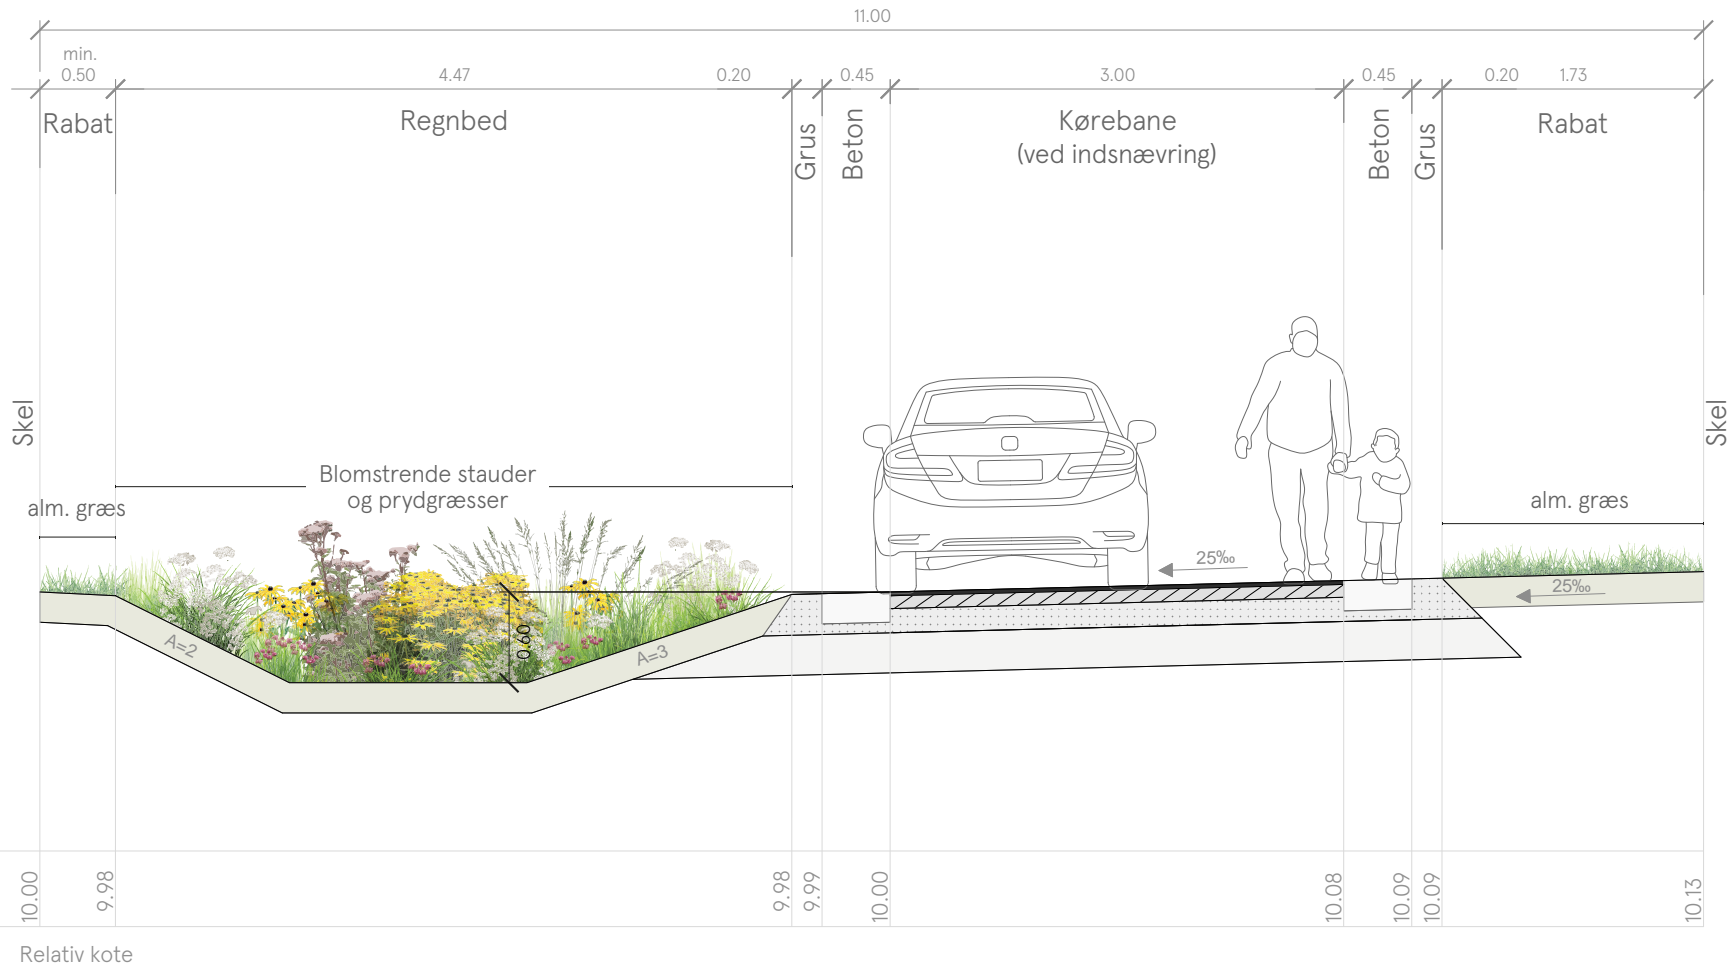 11.00
min.
0.50
4.47
0.20
0.45
3.00
0.45
0.20
1.73
Rabat
Regnbed
Grus
Beton
Kørebane
(ved indsnævring)
Beton
Grus
Rabat
Skel
Skel
Blomstrende stauder
og prydgræsser
alm. græs
alm. græs
25‰
25‰
A=2
0.60
A=3
10.00
9.98
9.98
9.99
10.00
10.08
10.09
10.09
10.13
Relativ kote